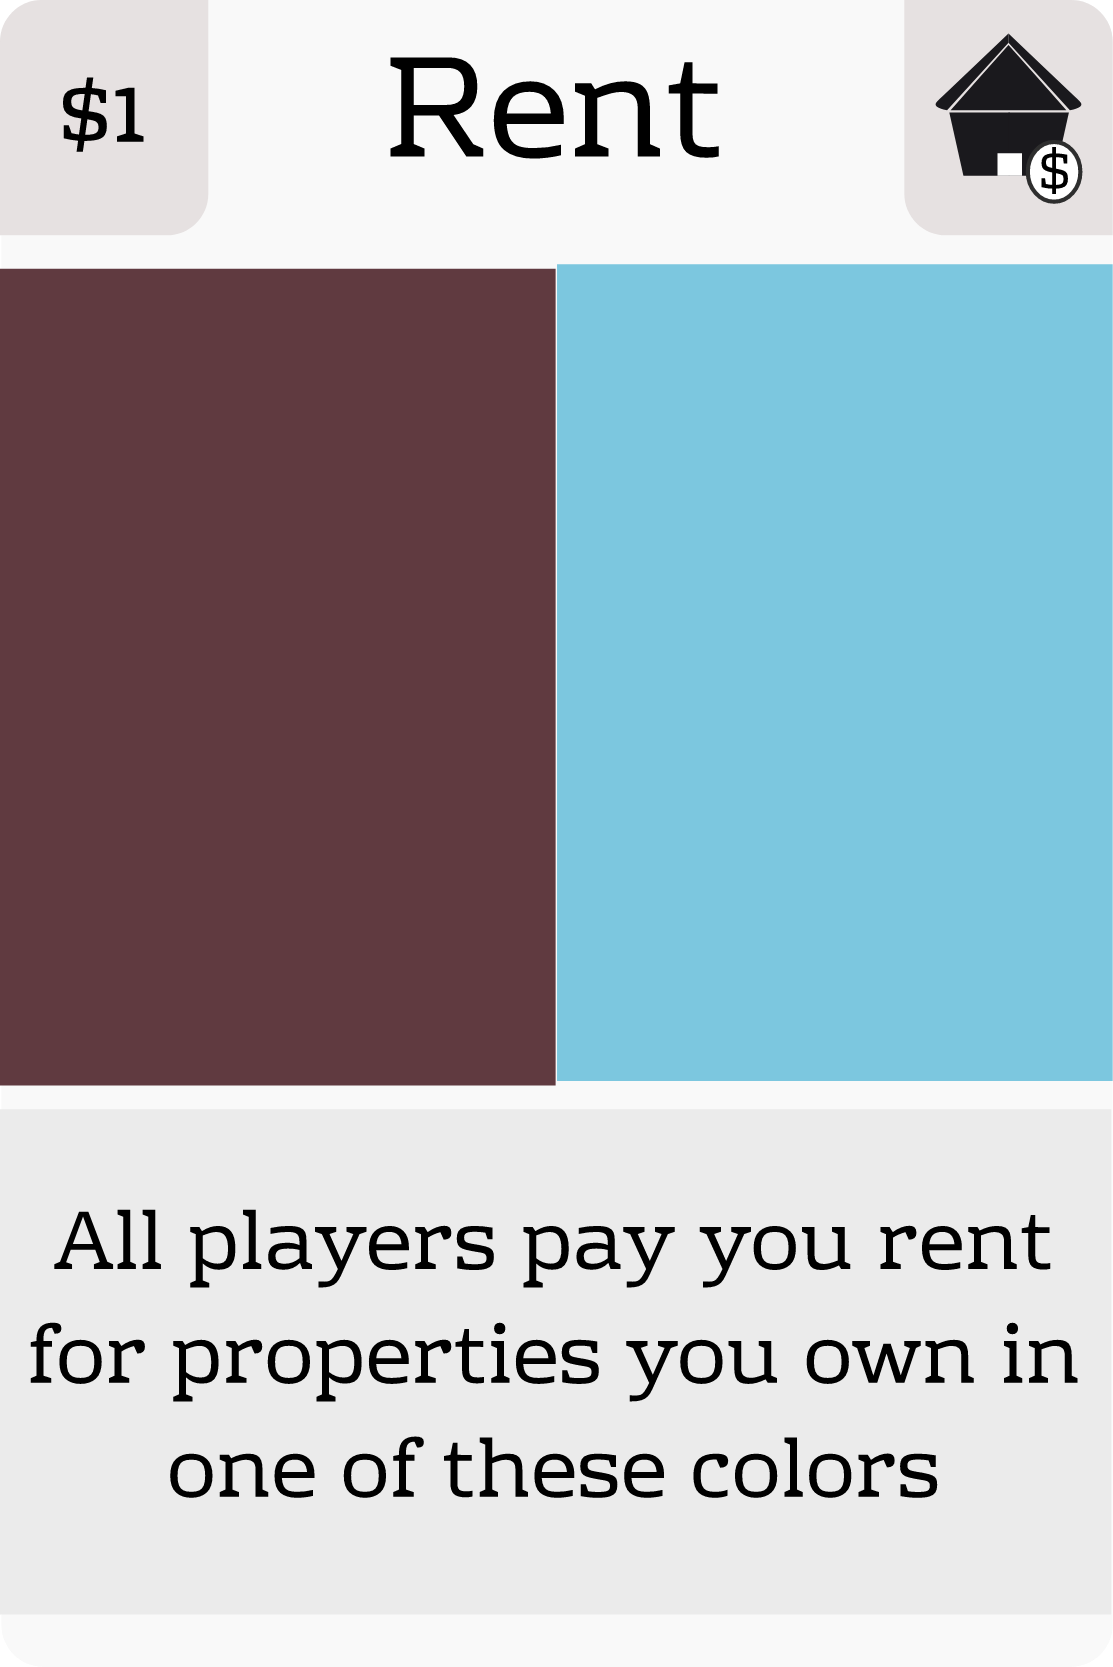 $1
Rent
$
All players pay you rent
for properties you own in
one of these colors